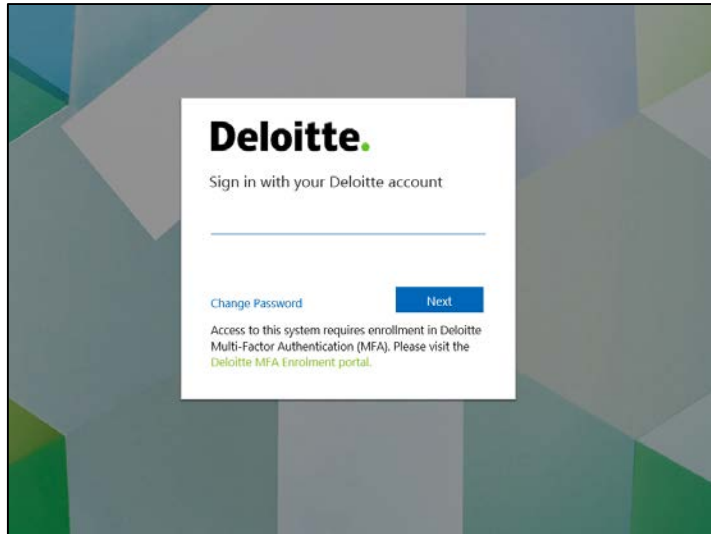 Deloitte.
Sign in with your Deloitte account
Change Password
Next
Access to this system requires enrollment in Deloitte
Multi-Factor Authentication (MFA). Please visit the
Deloitte MFA Enrolment portal.